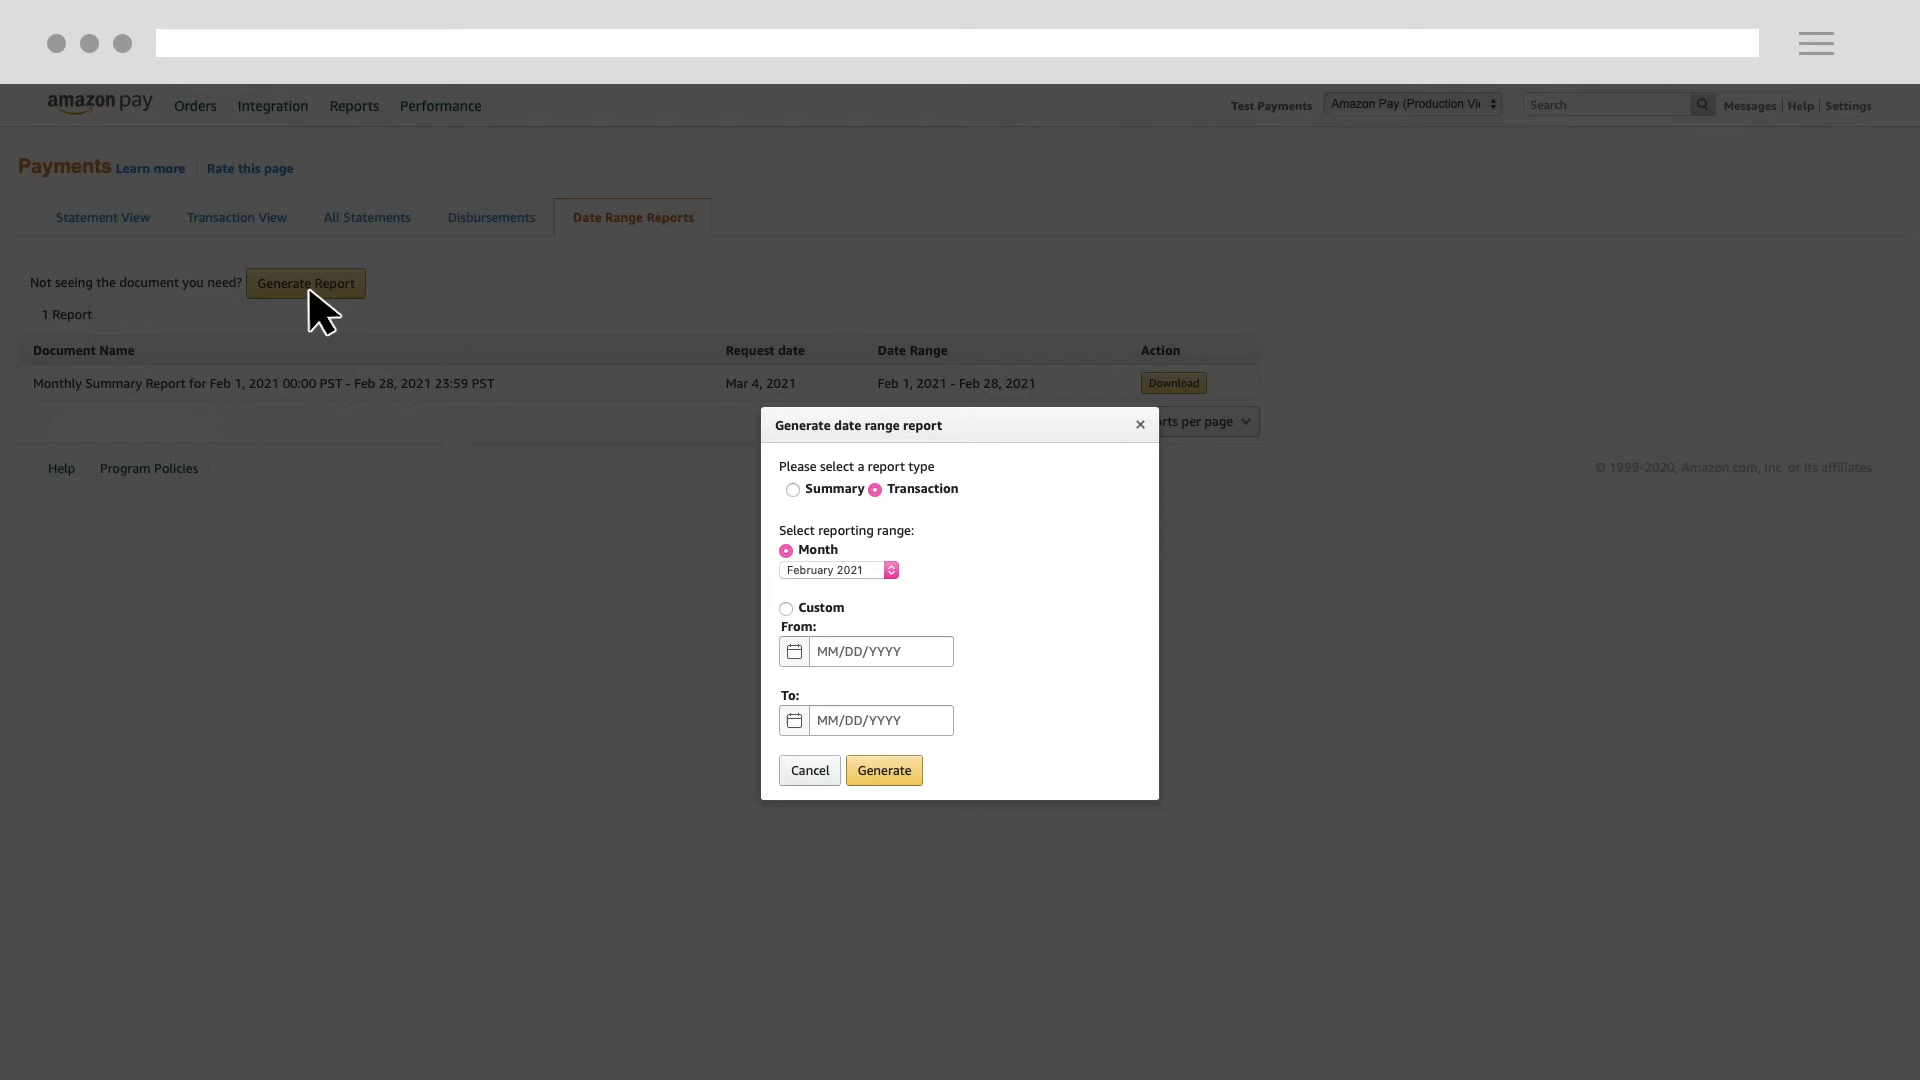 amazon pay Orders Integration Reports Performance Test Payments Amazon Pay (Production Vi Search Messages Help Settings
Payments Learn more Rate this page
Statement View Transaction View All Statements Disbursements Date Range Reports
Not seeing the document you need? Generate Report
1 Report
Document Name Request date Date Range Action
Monthly Summary Report for Feb 1, 2021 00:00 PST - Feb 28, 2021 23:59 PST Mar 4, 2021 Feb 1, 2021 - Feb 28, 2021 Download
per page
Help Program Policies © 1999-2020, Amazon.com, Inc. or its affiliates
Generate date range report ×
Please select a report type
Summary Transaction
Select reporting range:
Month
February 2021
Custom
From:
MM/DD/YYYY
To:
MM/DD/YYYY
Cancel Generate